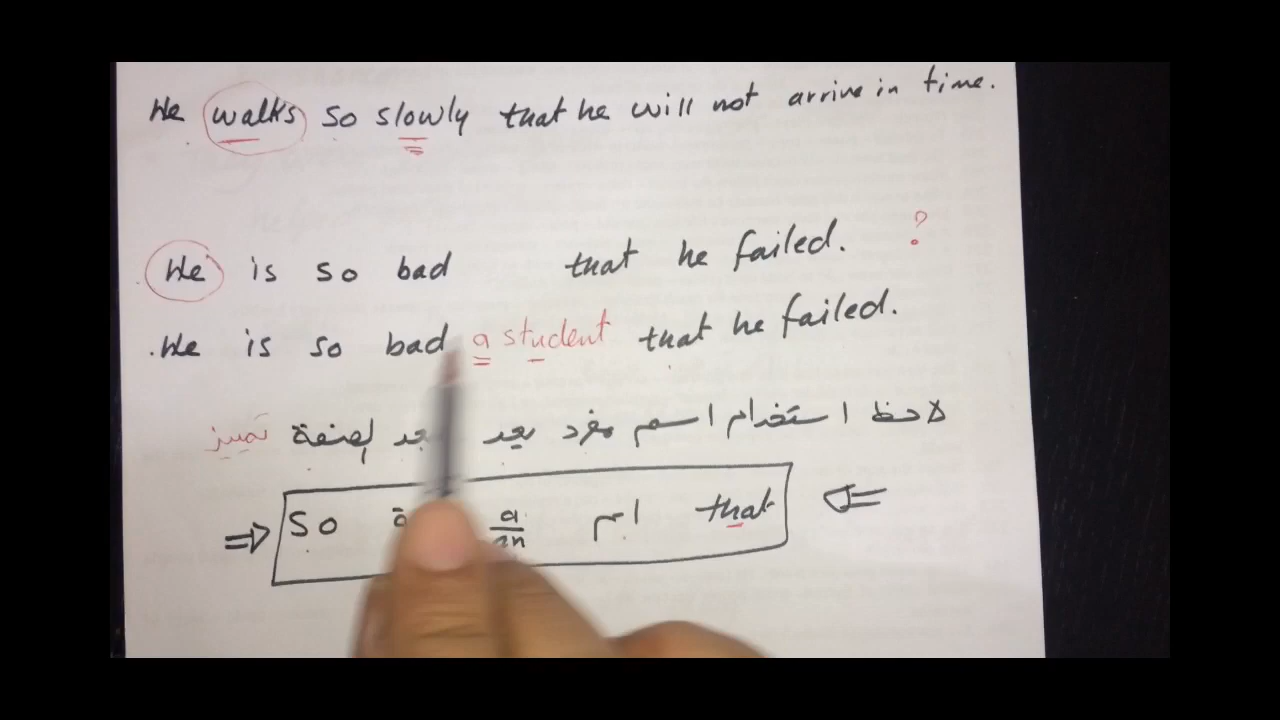 He walks so slowly that he will not arrive in time.
He is so bad that he failed. ?
.He is so bad a student that he failed.
لاحظ استخدام اسم مفرد بعد الصفة تمييز
⇒ So a/an اسم that ⇐